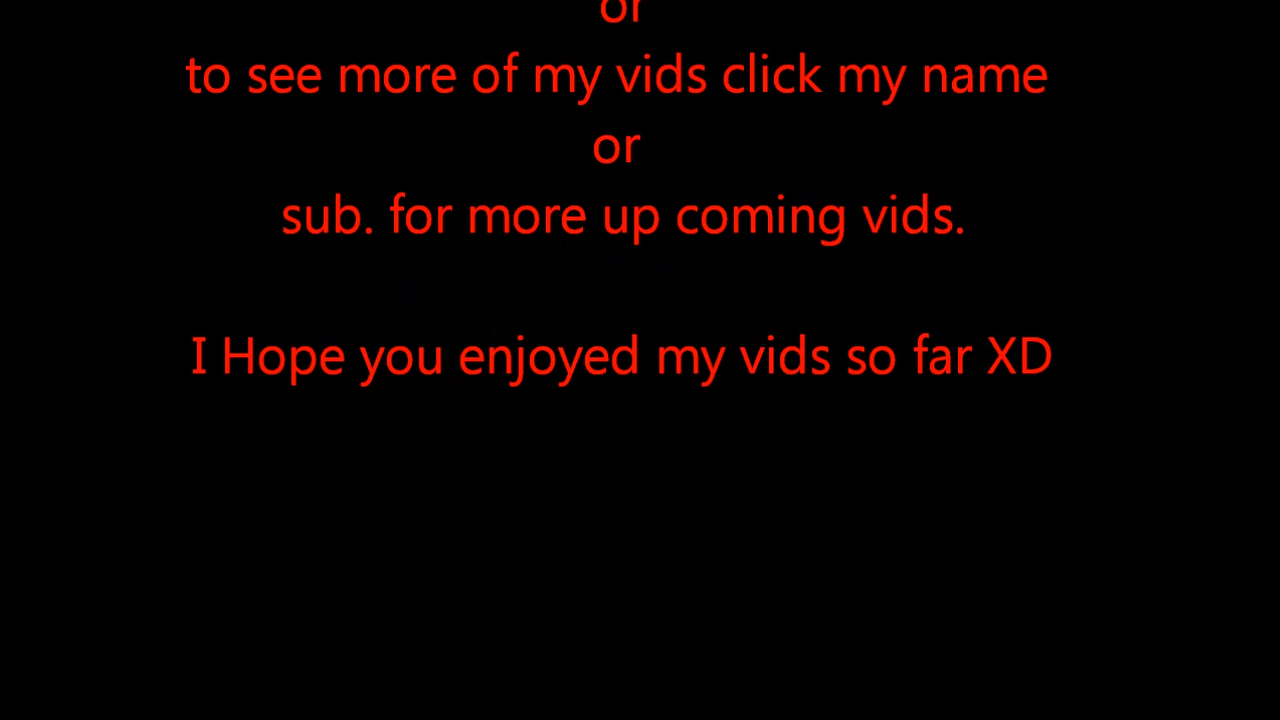 or
to see more of my vids click my name
or
sub. for more up coming vids.
I Hope you enjoyed my vids so far XD